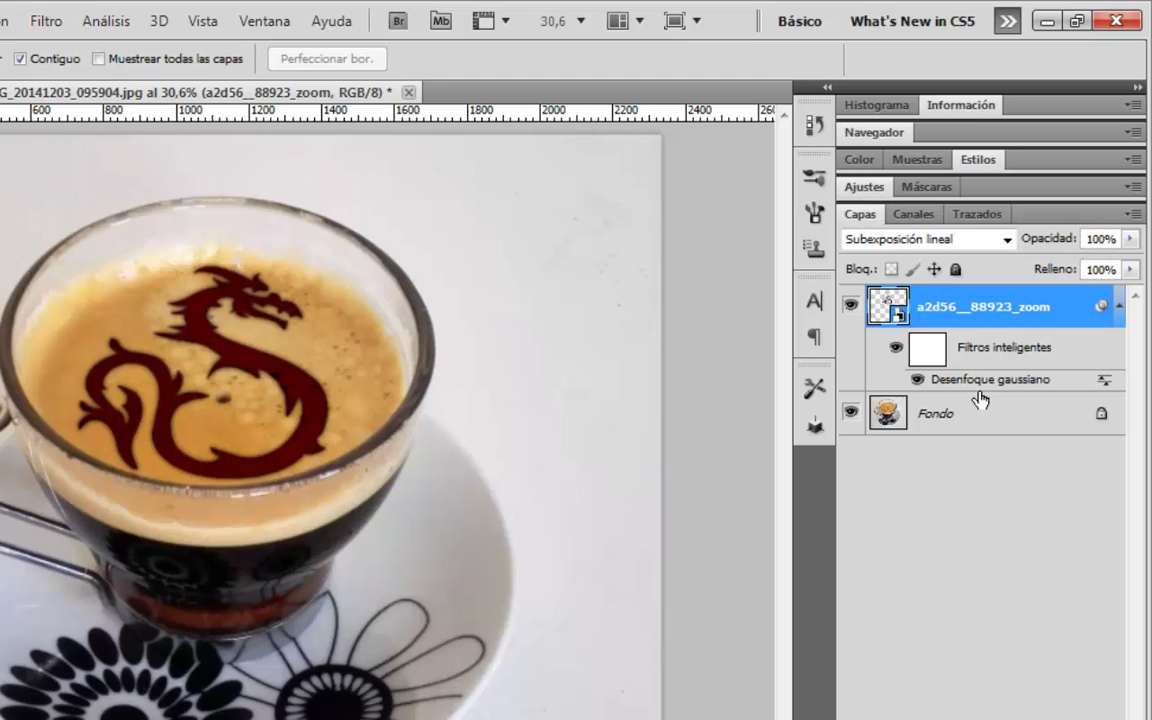 Filtro Análisis 3D Vista Ventana Ayuda Br Mb 30,6 Básico What's New in CS5
Contiguo Muestrear todas las capas Perfeccionar bor.
G_20141203_095904.jpg al 30,6% (a2d56__88923_zoom, RGB/8) *
600 800 1000 1200 1400 1600 1800 2000 2200 2400
Histograma Información
Navegador
Color Muestras Estilos
Ajustes Máscaras
Capas Canales Trazados
Subexposición lineal Opacidad: 100%
Bloq.: Relleno: 100%
a2d56__88923_zoom
Filtros inteligentes
Desenfoque gaussiano
Fondo